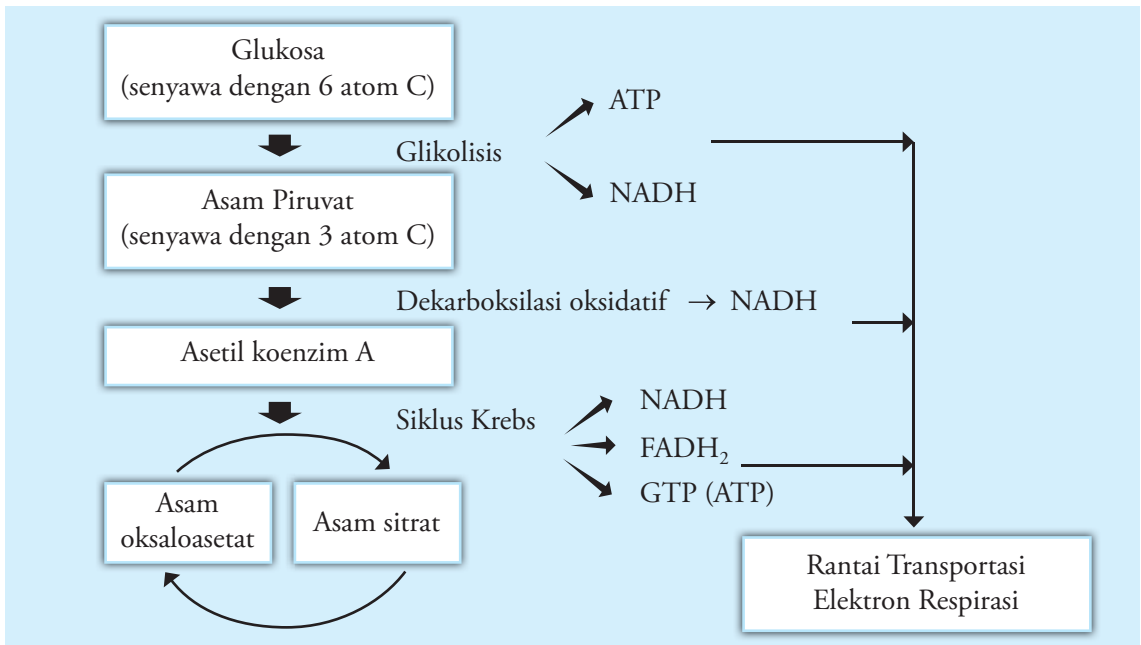 Glukosa
(senyawa dengan 6 atom C)
ATP
Glikolisis
NADH
Asam Piruvat
(senyawa dengan 3 atom C)
Dekarboksilasi oksidatif → NADH
Asetil koenzim A
Siklus Krebs
NADH
FADH₂
GTP (ATP)
Asam
oksaloasetat
Asam sitrat
Rantai Transportasi
Elektron Respirasi